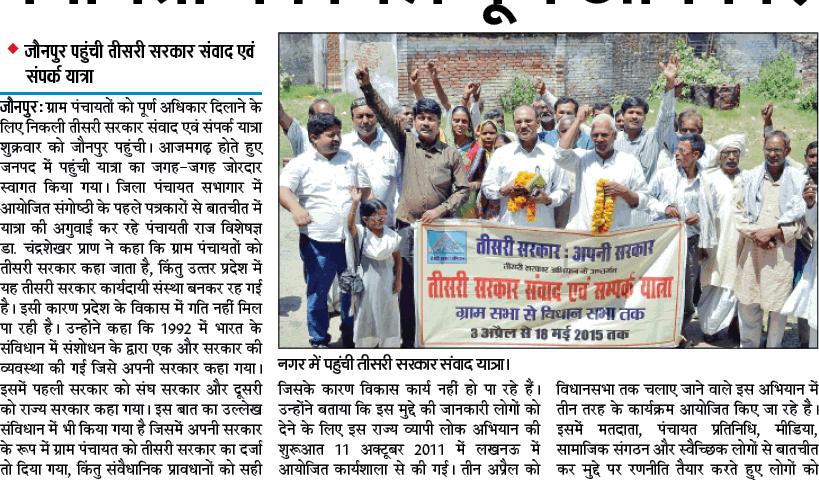 जौनपुर पहुंची तीसरी सरकार संवाद एवं
संपर्क यात्रा
जौनपुर: ग्राम पंचायतों को पूर्ण अधिकार दिलाने के
लिए निकली तीसरी सरकार संवाद एवं संपर्क यात्रा
शुक्रवार को जौनपुर पहुंची। आजमगढ़ होते हुए
जनपद में पहुंची यात्रा का जगह-जगह जोरदार
स्वागत किया गया। जिला पंचायत सभागार में
आयोजित संगोष्ठी के पहले पत्रकारों से बातचीत में
यात्रा की अगुवाई कर रहे पंचायती राज विशेषज्ञ
डा. चंद्रशेखर प्राण ने कहा कि ग्राम पंचायतों को
तीसरी सरकार कहा जाता है, किंतु उत्तर प्रदेश में
यह तीसरी सरकार कार्यदायी संस्था बनकर रह गई
है। इसी कारण प्रदेश के विकास में गति नहीं मिल
पा रही है। उन्होंने कहा कि 1992 में भारत के
संविधान में संशोधन के द्वारा एक और सरकार की
व्यवस्था की गई जिसे अपनी सरकार कहा गया।
इसमें पहली सरकार को संघ सरकार और दूसरी
को राज्य सरकार कहा गया। इस बात का उल्लेख
संविधान में भी किया गया है जिसमें अपनी सरकार
के रूप में ग्राम पंचायत को तीसरी सरकार का दर्जा
तो दिया गया, किंतु संवैधानिक प्रावधानों को सही
तीसरी सरकार : अपनी सरकार
तीसरी सरकार अभियान के अन्तर्गत
तीसरी सरकार संवाद एवं सम्पर्क यात्रा
ग्राम सभा से विधान सभा तक
3 अप्रैल से 18 मई 2015 तक
नगर में पहुंची तीसरी सरकार संवाद यात्रा।
जिसके कारण विकास कार्य नहीं हो पा रहे हैं।
उन्होंने बताया कि इस मुद्दे की जानकारी लोगों को
देने के लिए इस राज्य व्यापी लोक अभियान की
शुरूआत 11 अक्टूबर 2011 में लखनऊ में
आयोजित कार्यशाला से की गई। तीन अप्रैल को
विधानसभा तक चलाए जाने वाले इस अभियान में
तीन तरह के कार्यक्रम आयोजित किए जा रहे है।
इसमें मतदाता, पंचायत प्रतिनिधि, मीडिया,
सामाजिक संगठन और स्वैच्छिक लोगों से बातचीत
कर मुद्दे पर रणनीति तैयार करते हुए लोगों को